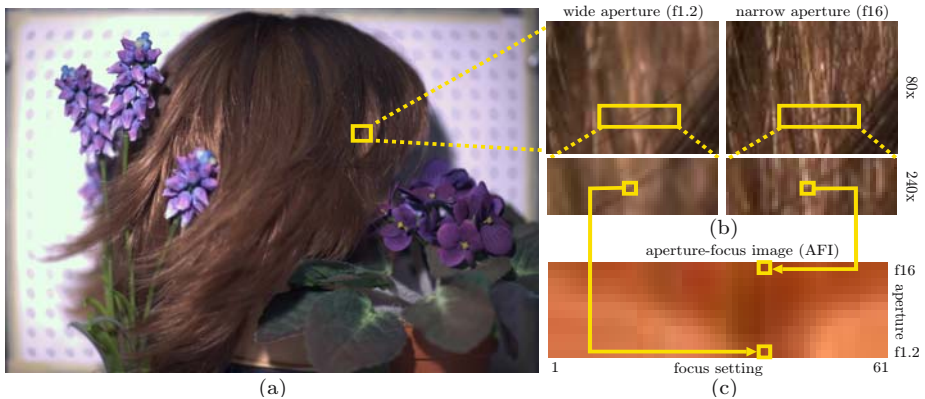 wide aperture (f1.2)
narrow aperture (f16)
80x
240x
(b)
aperture-focus image (AFI)
f16
aperture
f1.2
1
focus setting
61
(a)
(c)